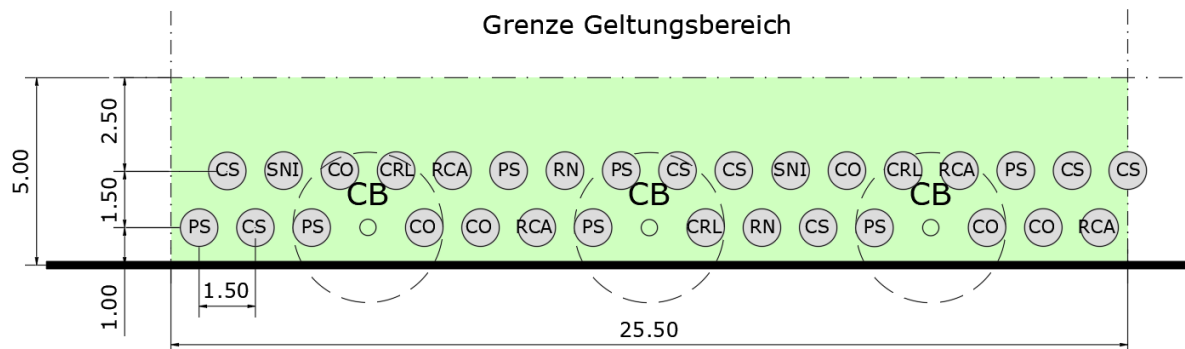 Grenze Geltungsbereich
5.00
2.50
1.50
1.00
CS SNI CO CRL RCA PS RN PS CS CS SNI CO CRL RCA PS CS CS
CB CB CB
PS CS PS CO CO RCA PS CRL RN CS PS CO CO RCA
1.50
25.50